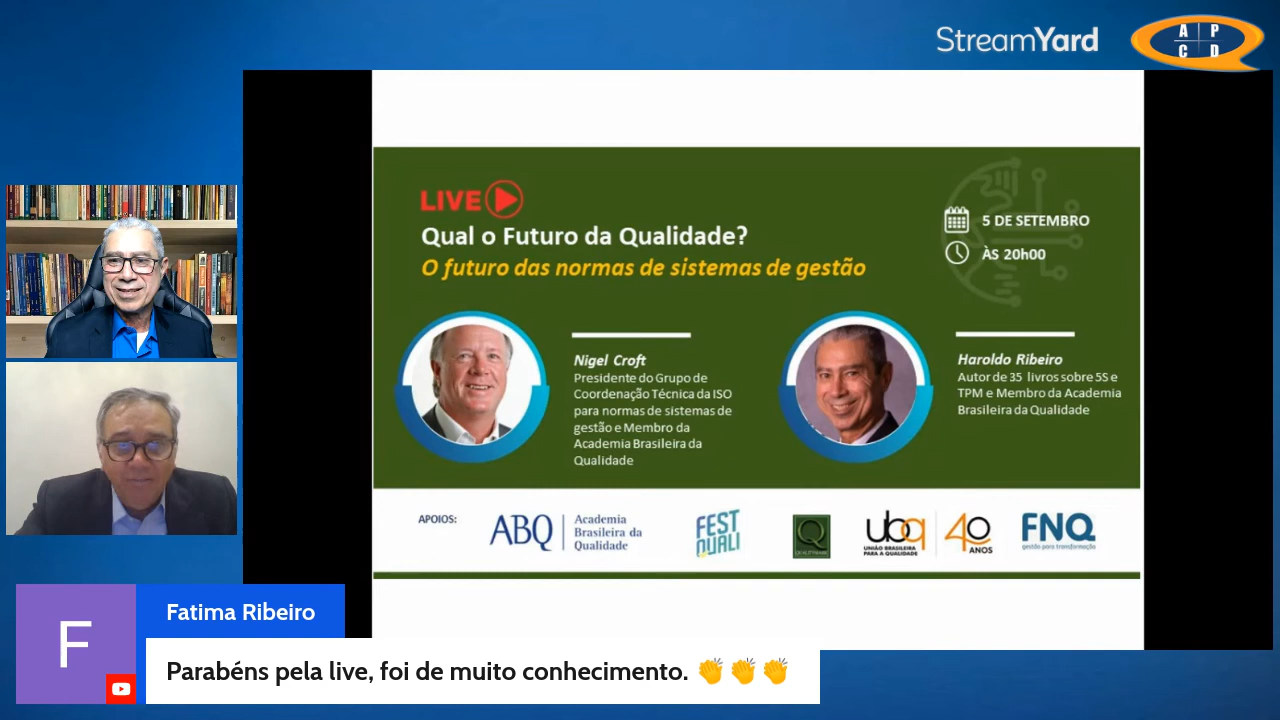 StreamYard
A P
C D
LIVE
Qual o Futuro da Qualidade?
O futuro das normas de sistemas de gestão
5 DE SETEMBRO
ÀS 20h00
Nigel Croft
Presidente do Grupo de
Coordenação Técnica da ISO
para normas de sistemas de
gestão e Membro da
Academia Brasileira da
Qualidade
Haroldo Ribeiro
Autor de 35 livros sobre 5S e
TPM e Membro da Academia
Brasileira da Qualidade
APOIOS:
ABQ
Academia
Brasileira da
Qualidade
FEST
QUALI
Q
ubq
UNIÃO BRASILEIRA
PARA A QUALIDADE
40
ANOS
FNQ
gestão para transformação
F
Fatima Ribeiro
Parabéns pela live, foi de muito conhecimento. 👏 👏 👏